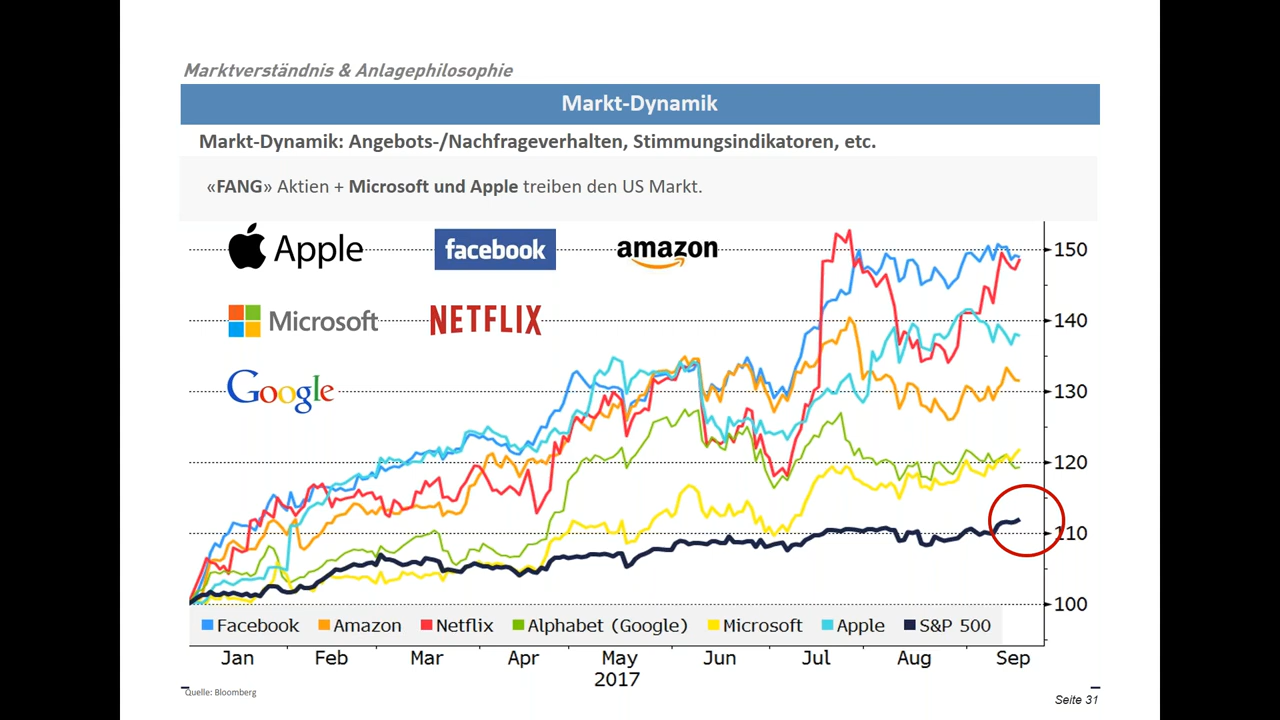 Marktverständnis & Anlagephilosophie
Markt-Dynamik
Markt-Dynamik: Angebots-/Nachfrageverhalten, Stimmungsindikatoren, etc.
«FANG» Aktien + Microsoft und Apple treiben den US Markt.
Apple facebook amazon
Microsoft NETFLIX
Google
150
140
130
120
110
100
Facebook Amazon Netflix Alphabet (Google) Microsoft Apple S&P 500
Jan Feb Mar Apr May Jun Jul Aug Sep
2017
Quelle: Bloomberg
Seite 31